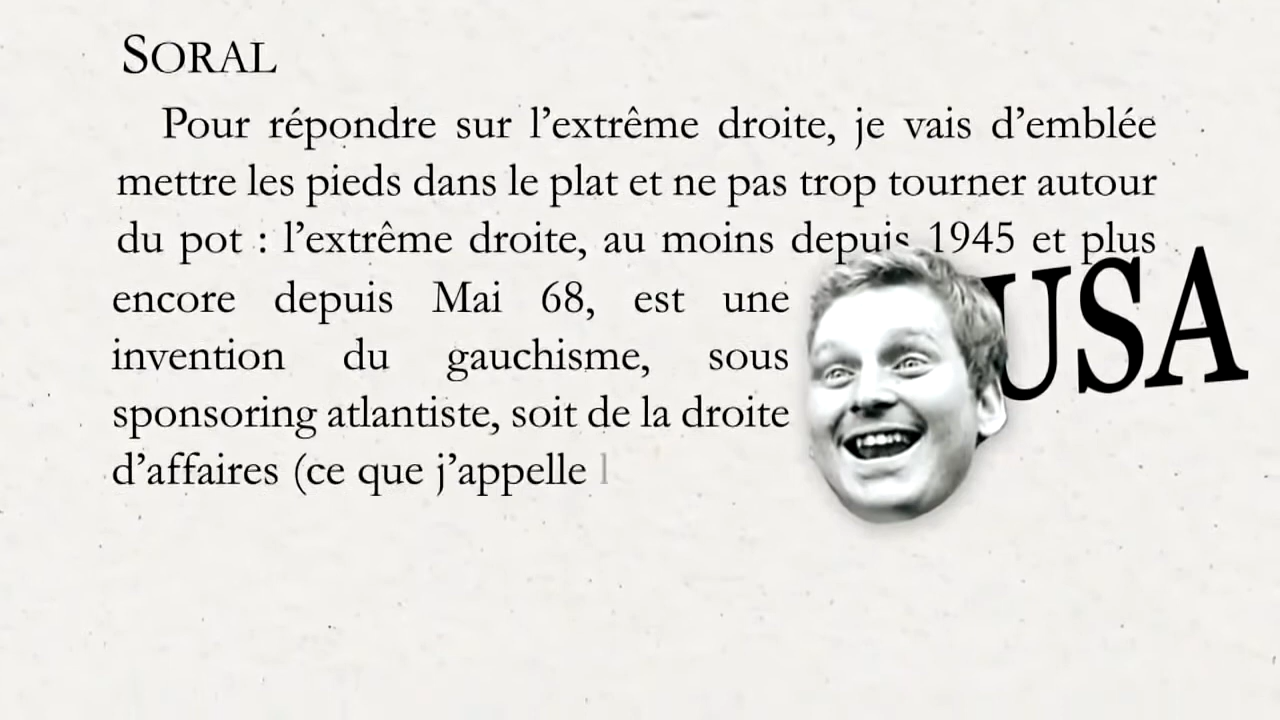 SORAL
Pour répondre sur l'extrême droite, je vais d'emblée
mettre les pieds dans le plat et ne pas trop tourner autour
du pot : l'extrême droite, au moins depuis 1945 et plus
encore depuis Mai 68, est une
invention du gauchisme, sous
sponsoring atlantiste, soit de la droite
d'affaires (ce que j'appelle l
USA